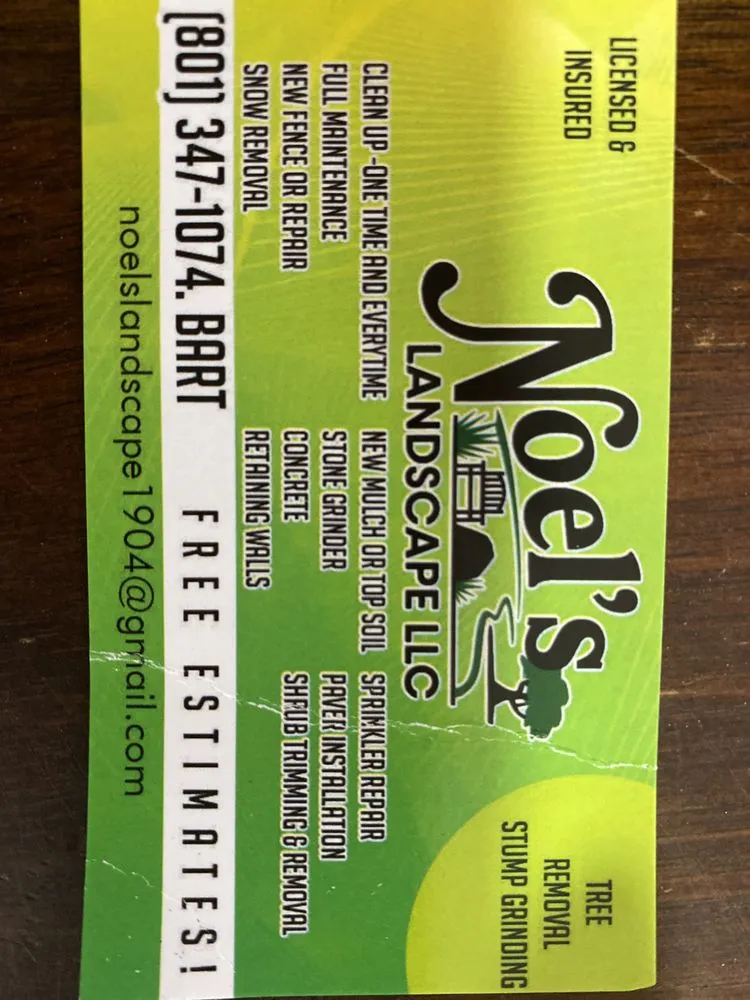 LICENSED &
INSURED
Noel's
LANDSCAPE LLC
TREE
REMOVAL
STUMP GRINDING
CLEAN UP -ONE TIME AND EVERYTIME
FULL MAINTENANCE
NEW FENCE OR REPAIR
SNOW REMOVAL
NEW MULCH OR TOP SOIL
STONE GRINDER
CONCRETE
RETAINING WALLS
SPRINKLER REPAIR
PAVER INSTALLATION
SHRUB TRIMMING & REMOVAL
(801) 347-1074. BART FREE ESTIMATES!
noelslandscape1904@gmail.com